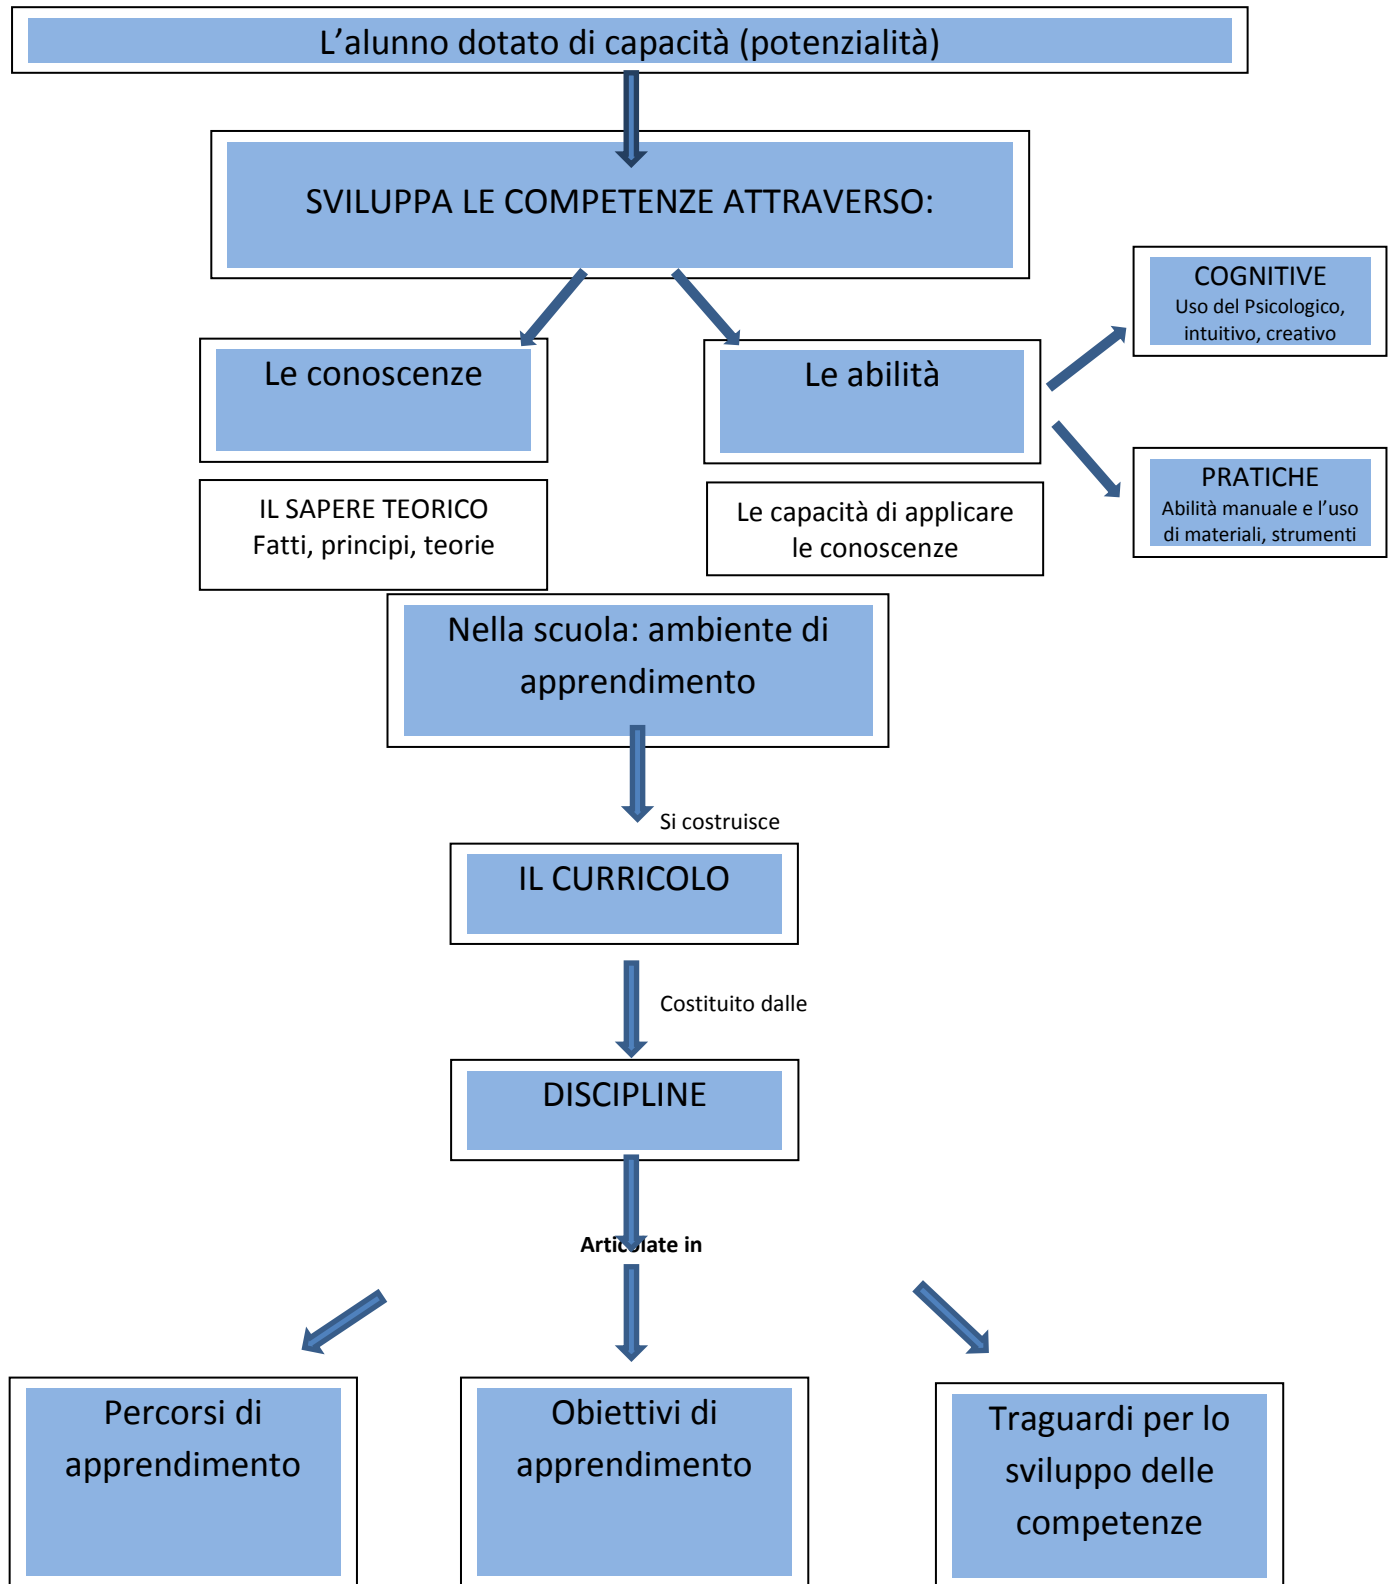 L’alunno dotato di capacità (potenzialità)
SVILUPPA LE COMPETENZE ATTRAVERSO:
COGNITIVE
Uso del Psicologico,
intuitivo, creativo
Le conoscenze
Le abilità
PRATICHE
Abilità manuale e l’uso
di materiali, strumenti
IL SAPERE TEORICO
Fatti, principi, teorie
Le capacità di applicare
le conoscenze
Nella scuola: ambiente di
apprendimento
Si costruisce
IL CURRICOLO
Costituito dalle
DISCIPLINE
Articolate in
Percorsi di
apprendimento
Obiettivi di
apprendimento
Traguardi per lo
sviluppo delle
competenze